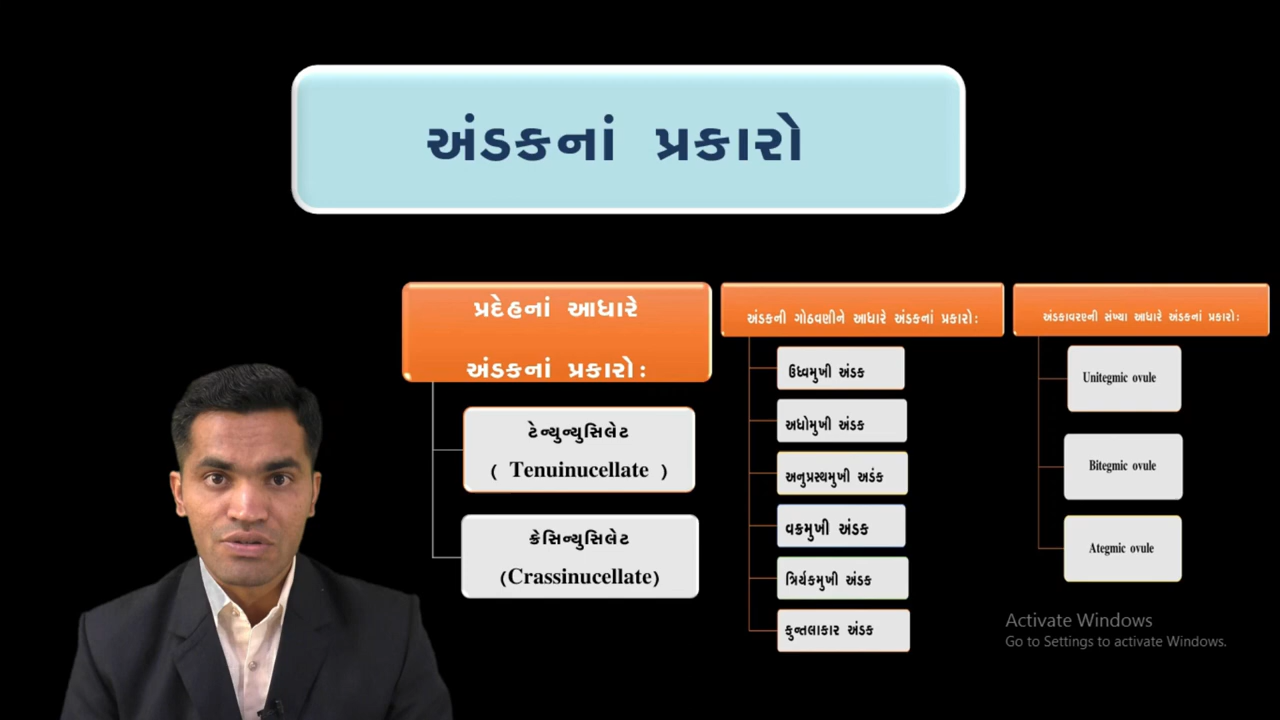 અંડકનાં પ્રકારો
પ્રદેહનાં આધારે
અંડકનાં પ્રકારો:
ટેન્યુન્યુસિલેટ
( Tenuinucellate )
ક્રેસિન્યુસિલેટ
(Crassinucellate)
અંડકની ગોઠવણીને આધારે અંડકનાં પ્રકારો:
ઉધ્વમુખી અંડક
અધોમુખી અંડક
અનુપ્રસ્થમુખી અડંક
વક્રમુખી અંડક
ત્રિર્યકમુખી અંડક
કુન્તલાકાર અંડક
અંડકાવરણની સંખ્યા આધારે અંડકનાં પ્રકારો:
Unitegmic ovule
Bitegmic ovule
Ategmic ovule
Activate Windows
Go to Settings to activate Windows.